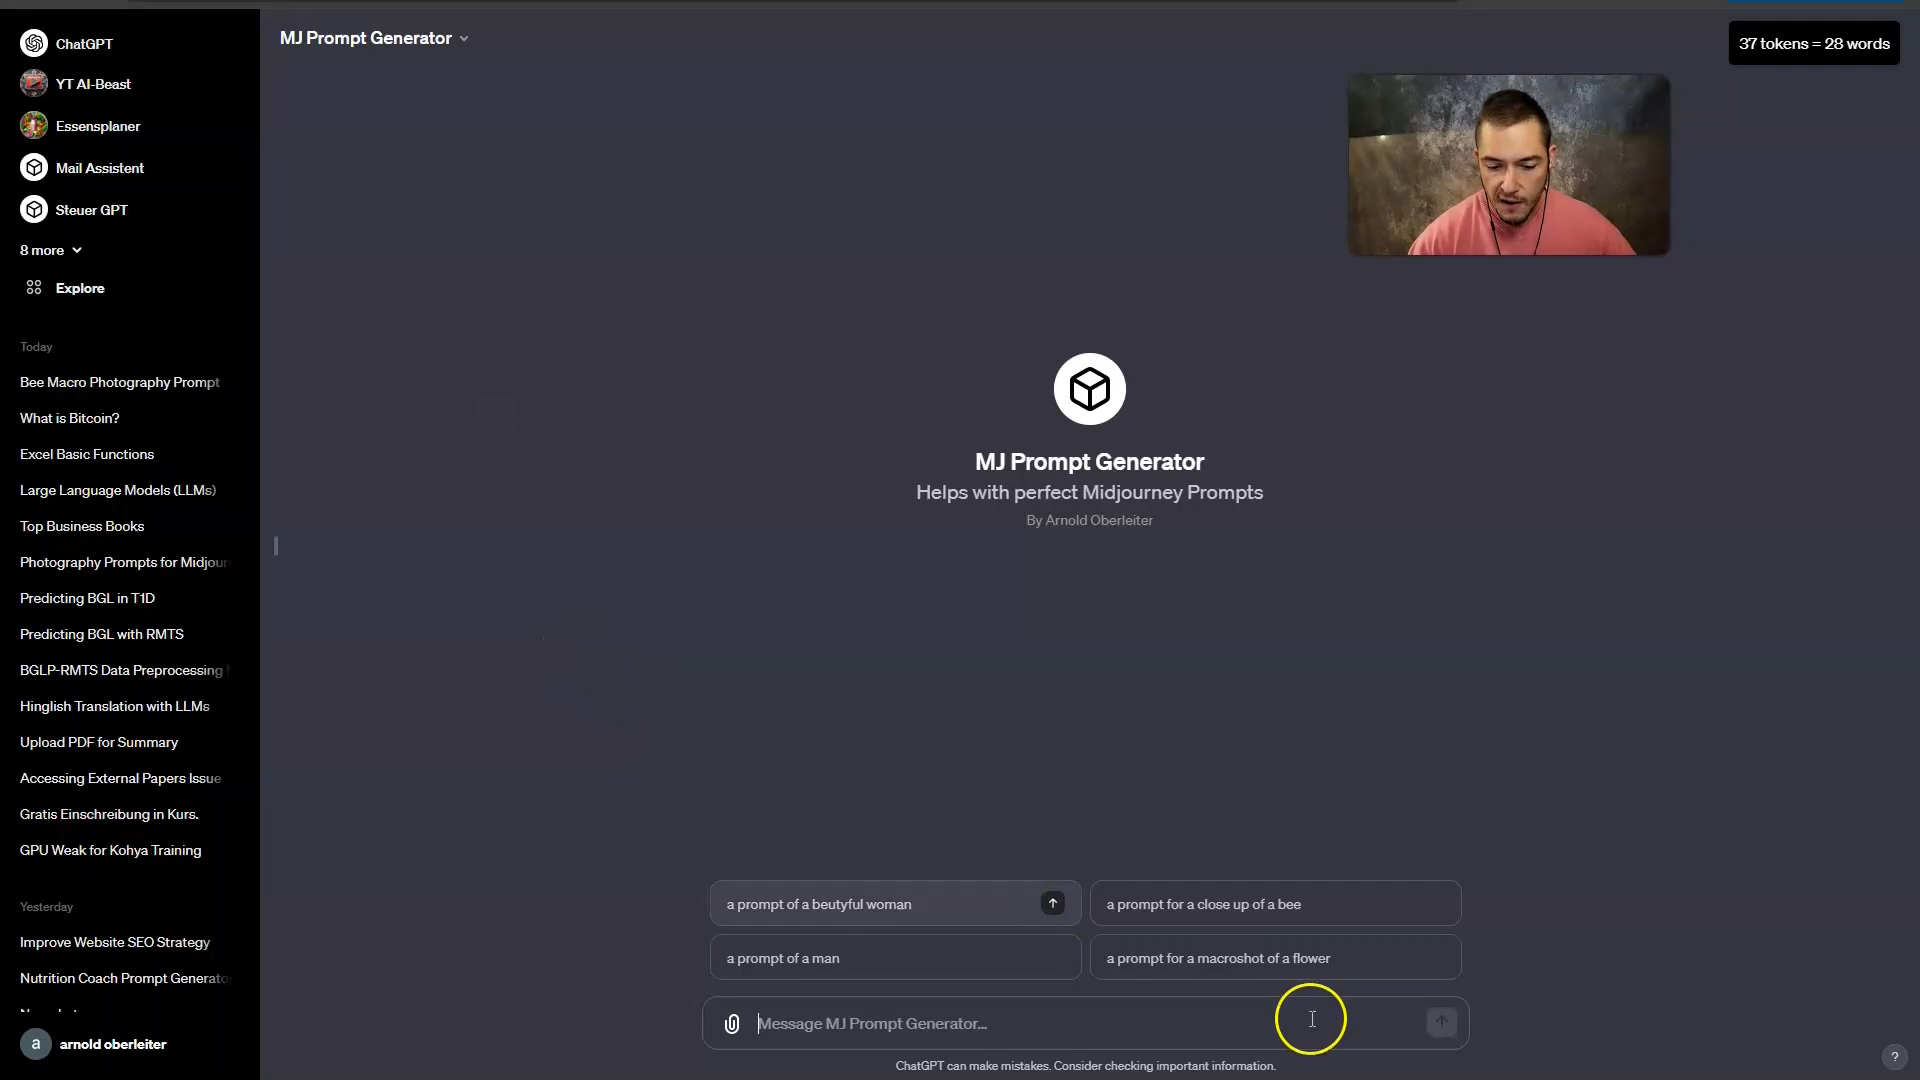 ChatGPT
YT AI-Beast
Essensplaner
Mail Assistent
Steuer GPT
8 more
Explore
Today
Bee Macro Photography Prompt
What is Bitcoin?
Excel Basic Functions
Large Language Models (LLMs)
Top Business Books
Photography Prompts for Midjour
Predicting BGL in T1D
Predicting BGL with RMTS
BGLP-RMTS Data Preprocessing
Hinglish Translation with LLMs
Upload PDF for Summary
Accessing External Papers Issue
Gratis Einschreibung in Kurs.
GPU Weak for Kohya Training
Yesterday
Improve Website SEO Strategy
Nutrition Coach Prompt Generato
a arnold oberleiter
MJ Prompt Generator
37 tokens = 28 words
MJ Prompt Generator
Helps with perfect Midjourney Prompts
By Arnold Oberleiter
a prompt of a beutyful woman
a prompt for a close up of a bee
a prompt of a man
a prompt for a macroshot of a flower
Message MJ Prompt Generator...
ChatGPT can make mistakes. Consider checking important information.
?